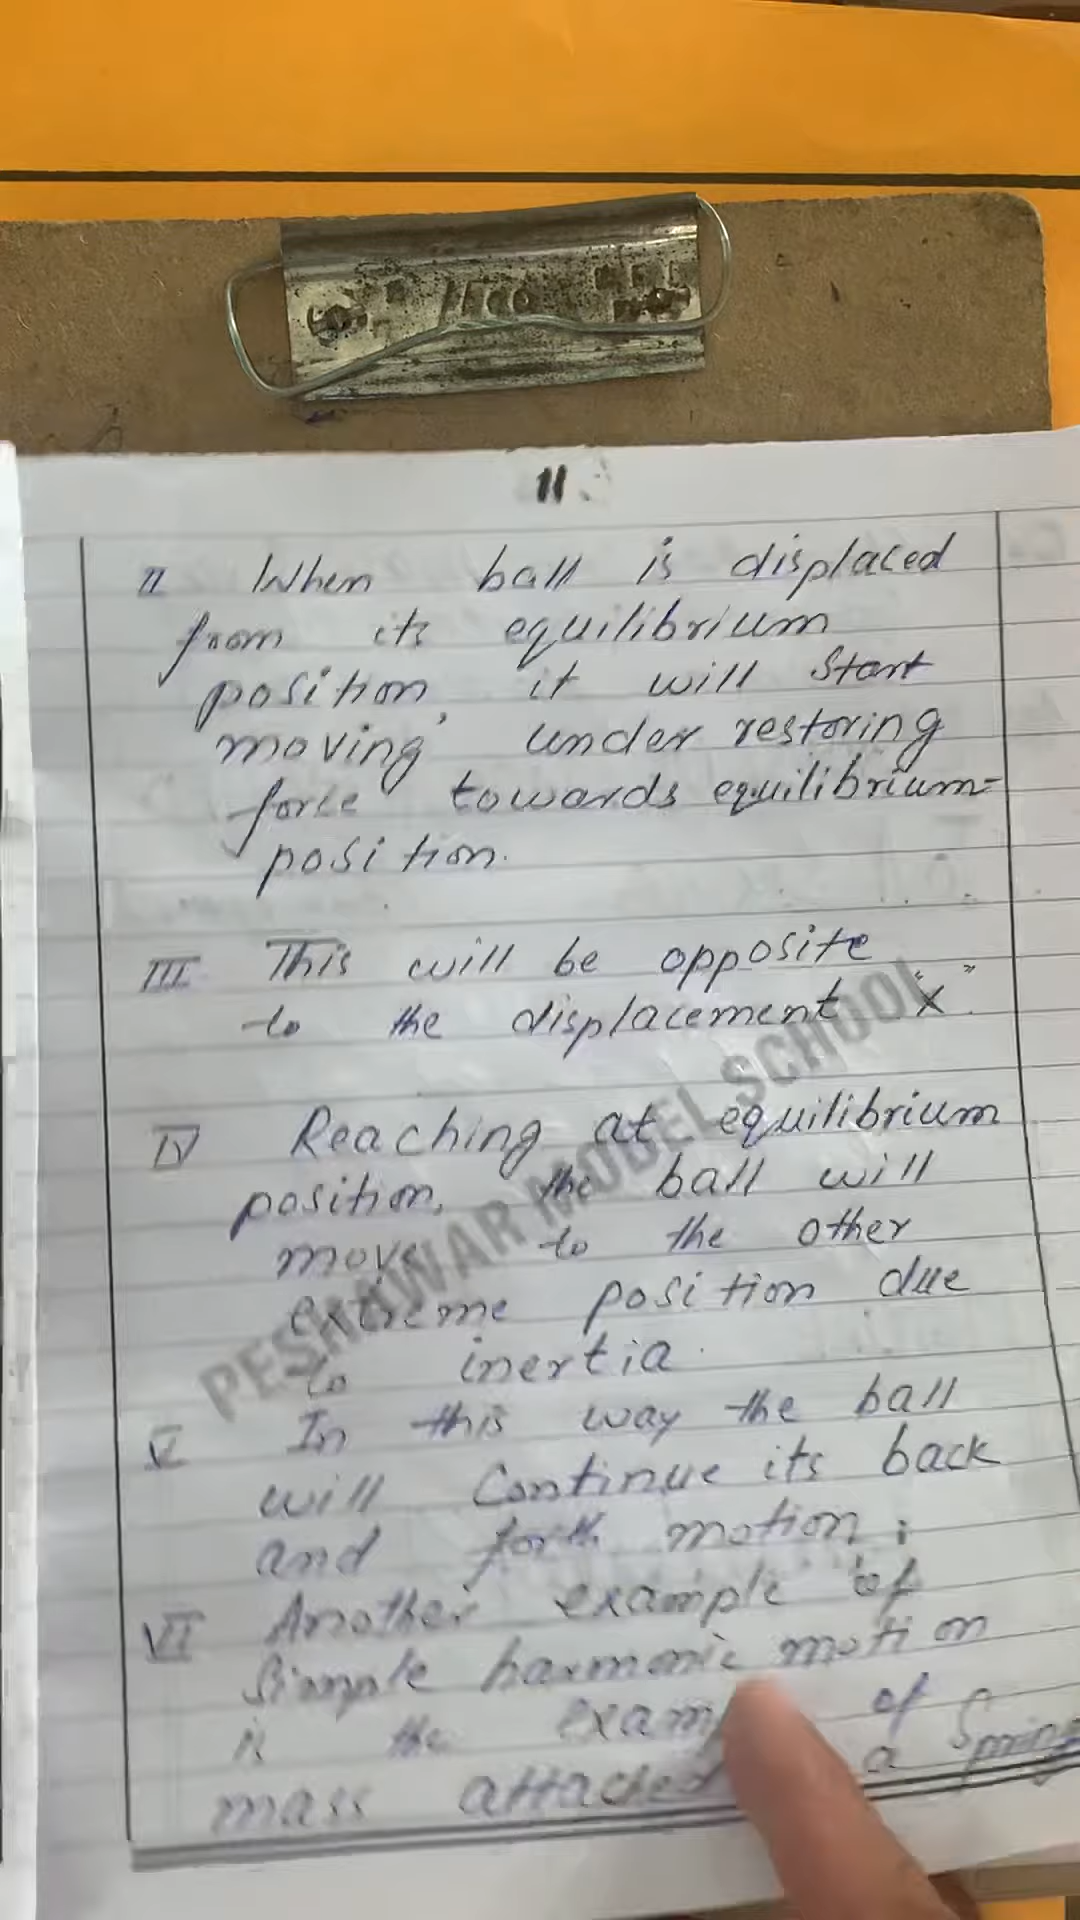 11
II When ball is displaced
from its equilibrium
position, it will start
moving under restoring
force towards equilibrium-
position.
III This will be opposite
to the displacement "x".
IV Reaching at equilibrium
position, the ball will
move to the other
extreme position due
to inertia.
V In this way the ball
will continue its back
and forth motion.
VI Another example of
Simple harmonic motion
is the of
mass attached a Spring
PESHAWAR MODEL SCHOOL